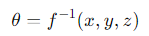 θ = f⁻¹(x, y, z)